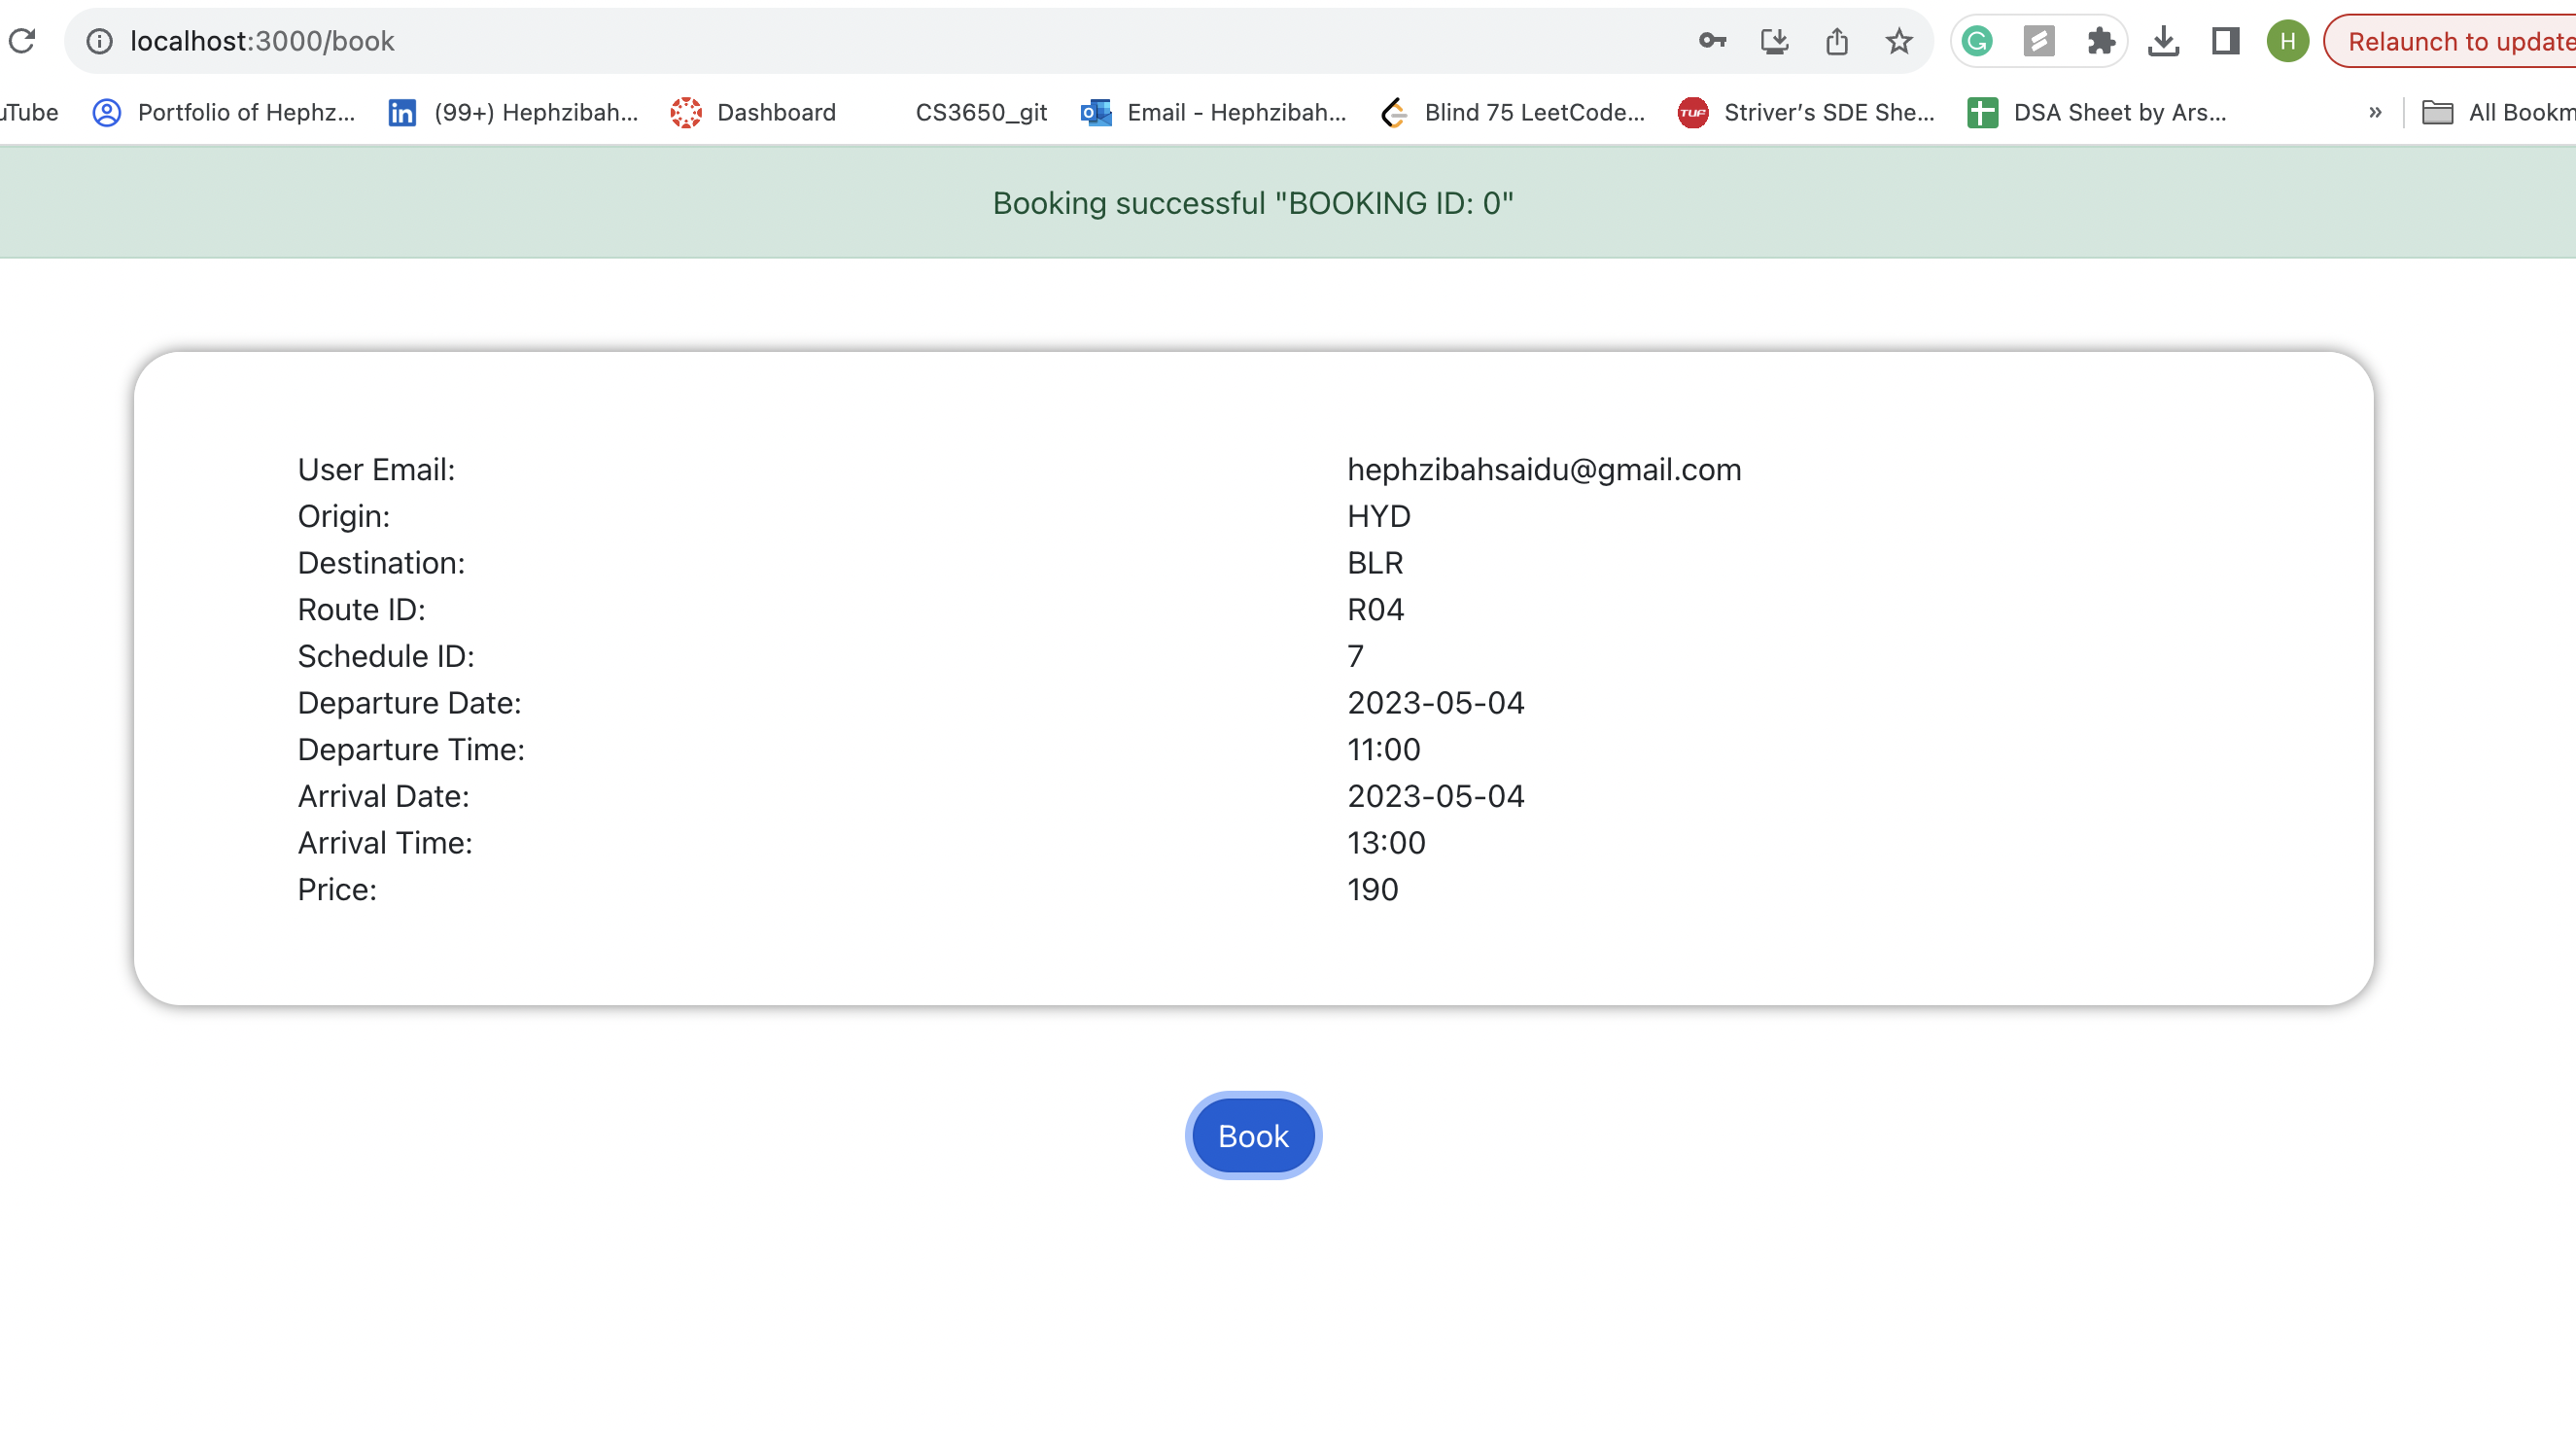 localhost:3000/book
H
Relaunch to update
uTube
Portfolio of Hephz...
in
(99+) Hephzibah...
Dashboard
CS3650_git
Email - Hephzibah...
Blind 75 LeetCode...
TUF
Striver's SDE She...
DSA Sheet by Ars...
»
All Bookm
Booking successful "BOOKING ID: 0"
User Email: hephzibahsaidu@gmail.com
Origin: HYD
Destination: BLR
Route ID: R04
Schedule ID: 7
Departure Date: 2023-05-04
Departure Time: 11:00
Arrival Date: 2023-05-04
Arrival Time: 13:00
Price: 190
Book